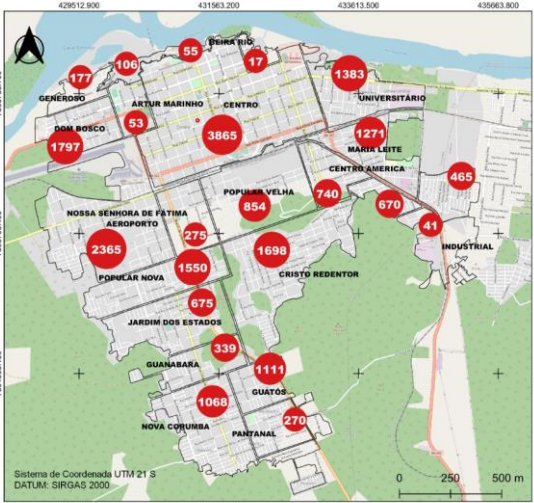 429512.900
431563.200
433613.500
435663.800
55
BEIRA RIO
17
106
177
1383
GENEROSO
ARTUR MARINHO
CENTRO
UNIVERSITÁRIO
53
DOM BOSCO
3865
1271
1797
MARIA LEITE
CENTRO AMERICA
465
POPULAR VELHA
740
854
670
NOSSA SENHORA DE FÁTIMA
AEROPORTO
41
275
2365
1698
INDUSTRIAL
1550
CRISTO REDENTOR
POPULAR NOVA
675
JARDIM DOS ESTADOS
339
GUANABARA
1111
GUATÓS
1068
270
NOVA CORUMBA
PANTANAL
Sistema de Coordenada UTM 21 S
DATUM: SIRGAS 2000
0 250 500 m